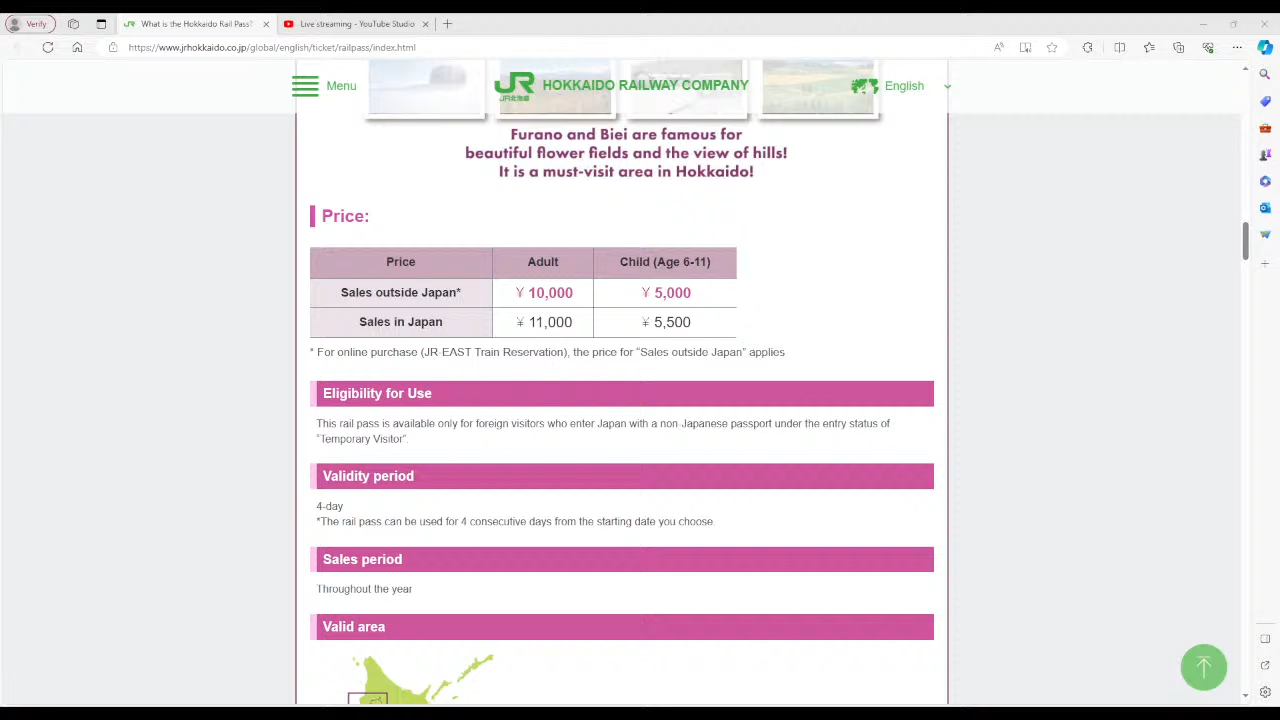 Verify
What is the Hokkaido Rail Pass?
Live streaming - YouTube Studio
https://www.jrhokkaido.co.jp/global/english/ticket/railpass/index.html
Menu
JR
JR北海道
HOKKAIDO RAILWAY COMPANY
English
Furano and Biei are famous for
beautiful flower fields and the view of hills!
It is a must-visit area in Hokkaido!
Price:
Price Adult Child (Age 6-11)
Sales outside Japan* ¥ 10,000 ¥ 5,000
Sales in Japan ¥ 11,000 ¥ 5,500
* For online purchase (JR-EAST Train Reservation), the price for “Sales outside Japan” applies
Eligibility for Use
This rail pass is available only for foreign visitors who enter Japan with a non-Japanese passport under the entry status of
“Temporary Visitor”.
Validity period
4-day
*The rail pass can be used for 4 consecutive days from the starting date you choose.
Sales period
Throughout the year
Valid area